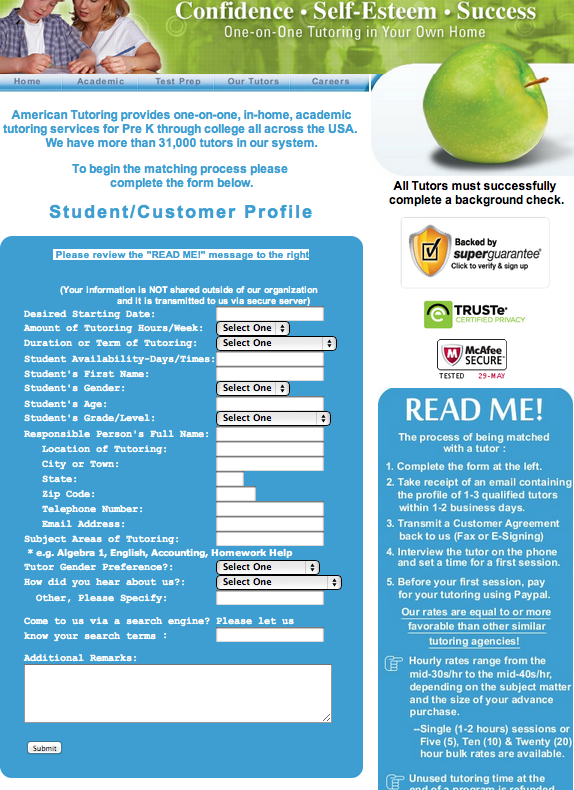 Confidence • Self-Esteem • Success
One-on-One Tutoring in Your Own Home
Home Academic Test Prep Our Tutors Careers
American Tutoring provides one-on-one, in-home, academic
tutoring services for Pre K through college all across the USA.
We have more than 31,000 tutors in our system.
To begin the matching process please
complete the form below.
Student/Customer Profile
Please review the "READ ME!" message to the right
(Your information is NOT shared outside of our organization
and it is transmitted to us via secure server)
Desired Starting Date:
Amount of Tutoring Hours/Week: Select One
Duration or Term of Tutoring: Select One
Student Availability-Days/Times:
Student's First Name:
Student's Gender: Select One
Student's Age:
Student's Grade/Level: Select One
Responsible Person's Full Name:
Location of Tutoring:
City or Town:
State:
Zip Code:
Telephone Number:
Email Address:
Subject Areas of Tutoring:
* e.g. Algebra 1, English, Accounting, Homework Help
Tutor Gender Preference?: Select One
How did you hear about us?: Select One
Other, Please Specify:
Come to us via a search engine? Please let us
know your search terms :
Additional Remarks:
Submit
All Tutors must successfully
complete a background check.
Backed by
superguarantee®
Click to verify & sign up
TRUSTe®
CERTIFIED PRIVACY
McAfee
SECURE™
TESTED 29-MAY
READ ME!
The process of being matched
with a tutor :
1. Complete the form at the left.
2. Take receipt of an email containing
the profile of 1-3 qualified tutors
within 1-2 business days.
3. Transmit a Customer Agreement
back to us (Fax or E-Signing)
4. Interview the tutor on the phone
and set a time for a first session.
5. Before your first session, pay
for your tutoring using Paypal.
Our rates are equal to or more
favorable than other similar
tutoring agencies!
Hourly rates range from the
mid-30s/hr to the mid-40s/hr,
depending on the subject matter
and the size of your advance
purchase.
--Single (1-2 hours) sessions or
Five (5), Ten (10) & Twenty (20)
hour bulk rates are available.
Unused tutoring time at the
end of a program is refunded